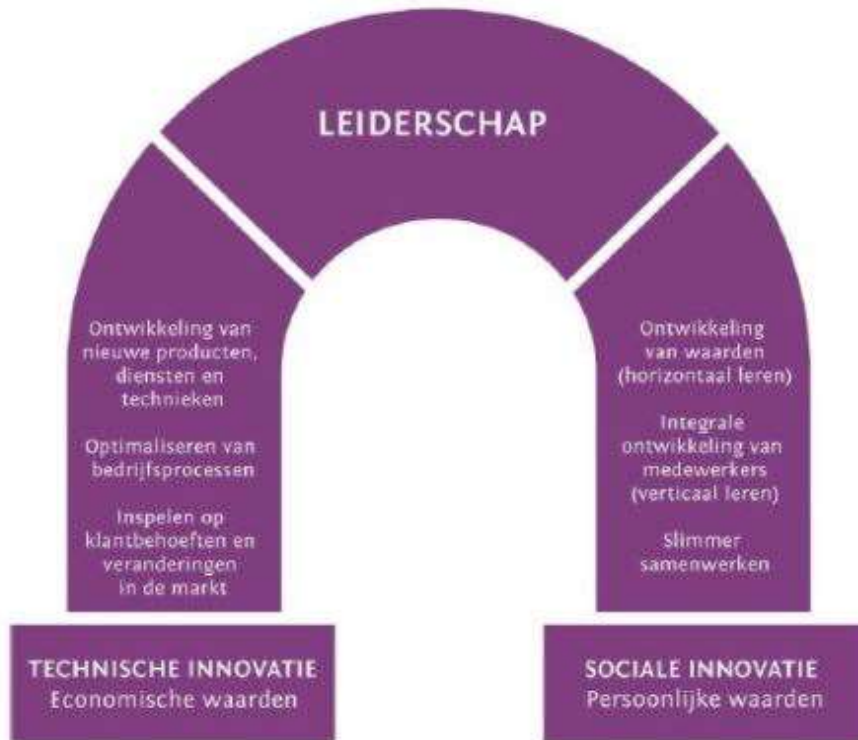 LEIDERSCHAP
Ontwikkeling van
nieuwe producten,
diensten en
technieken
Optimaliseren van
bedrijfsprocessen
Inspelen op
klantbehoeften en
veranderingen
in de markt
TECHNISCHE INNOVATIE
Economische waarden
Ontwikkeling
van waarden
(horizontaal leren)
Integrale
ontwikkeling van
medewerkers
(verticaal leren)
Slimmer
samenwerken
SOCIALE INNOVATIE
Persoonlijke waarden